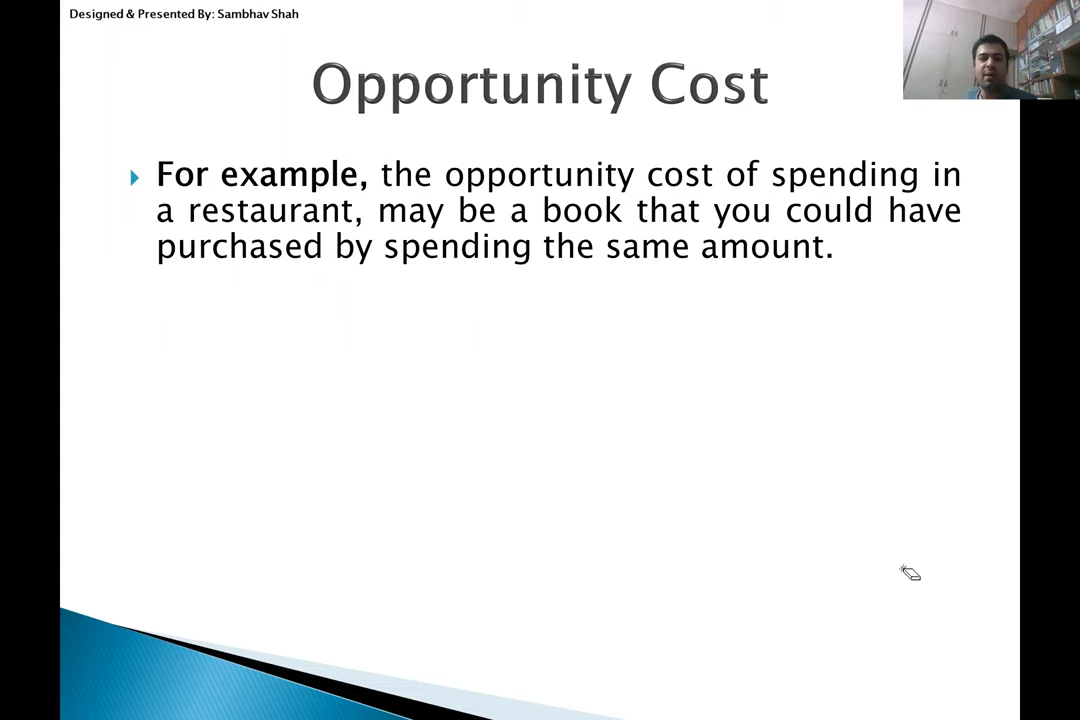 Designed & Presented By: Sambhav Shah
Opportunity Cost
For example, the opportunity cost of spending in
a restaurant, may be a book that you could have
purchased by spending the same amount.